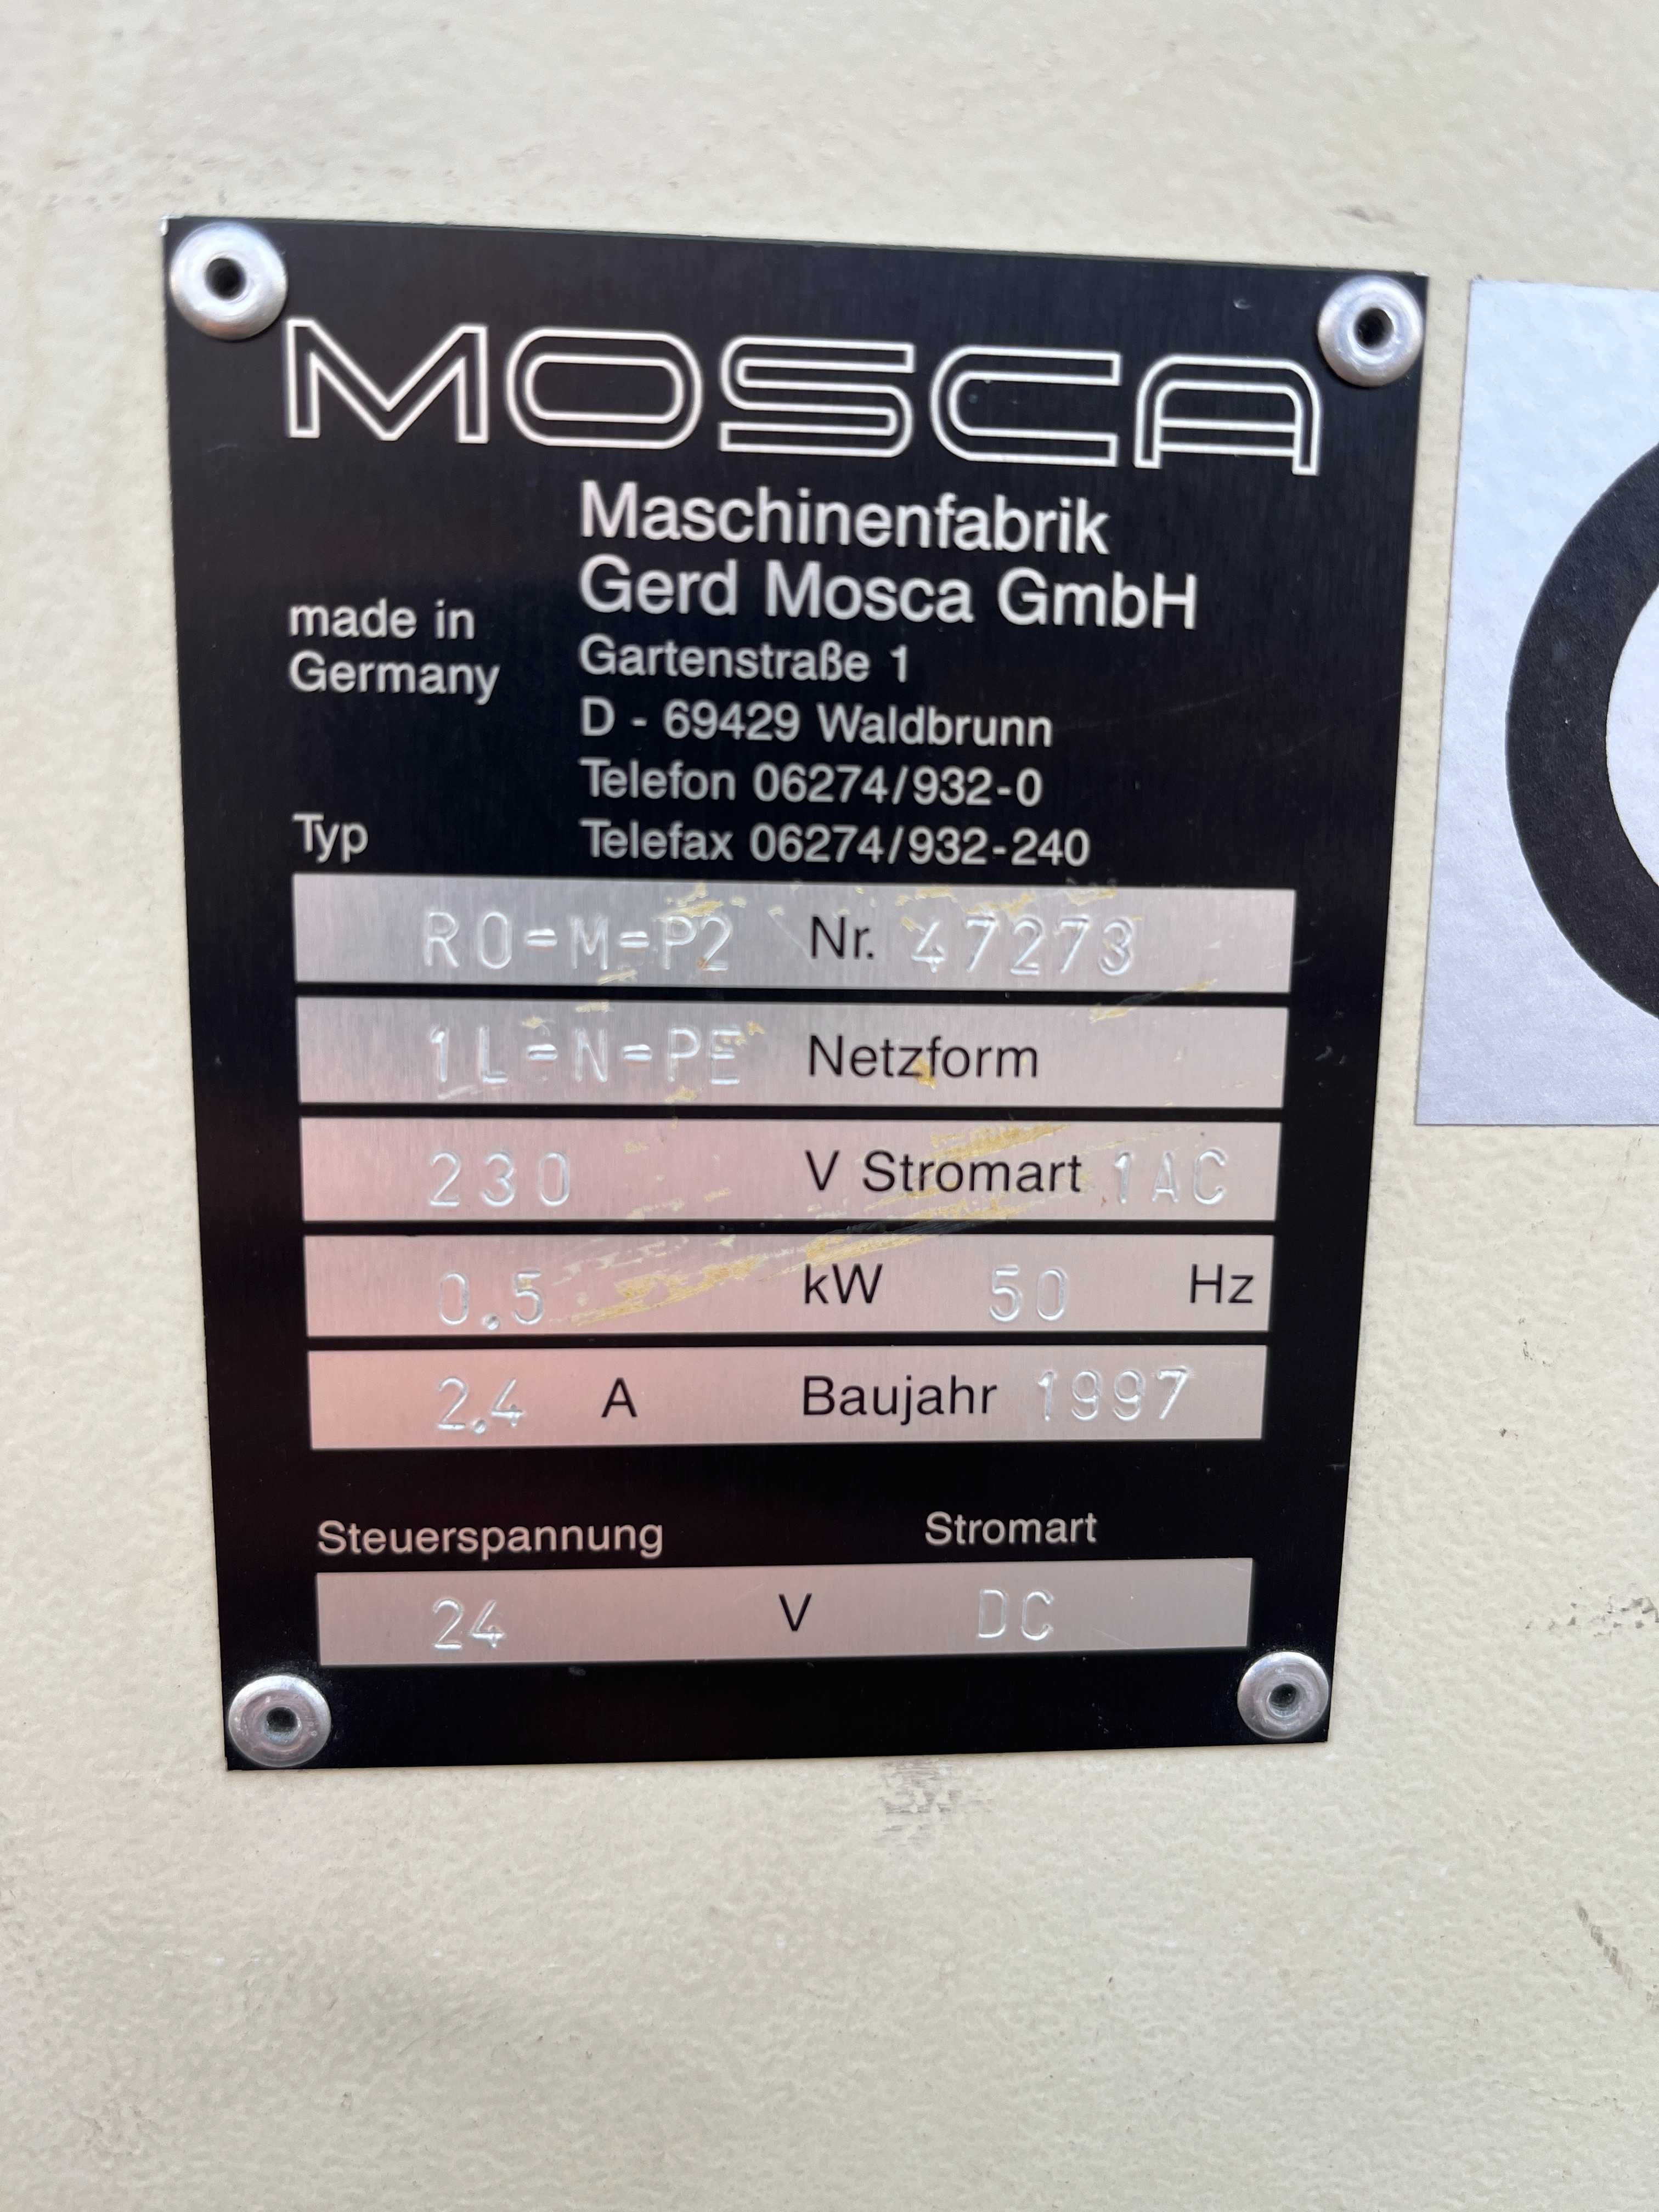 MOSCA
Maschinenfabrik
Gerd Mosca GmbH
made in
Germany
Gartenstraße 1
D - 69429 Waldbrunn
Telefon 06274/932-0
Telefax 06274/932-240
Typ
RO=M=P2 Nr. 47273
1L=N=PE Netzform
230 V Stromart 1AC
0.5 kW 50 Hz
2,4 A Baujahr 1997
Steuerspannung Stromart
24 V DC